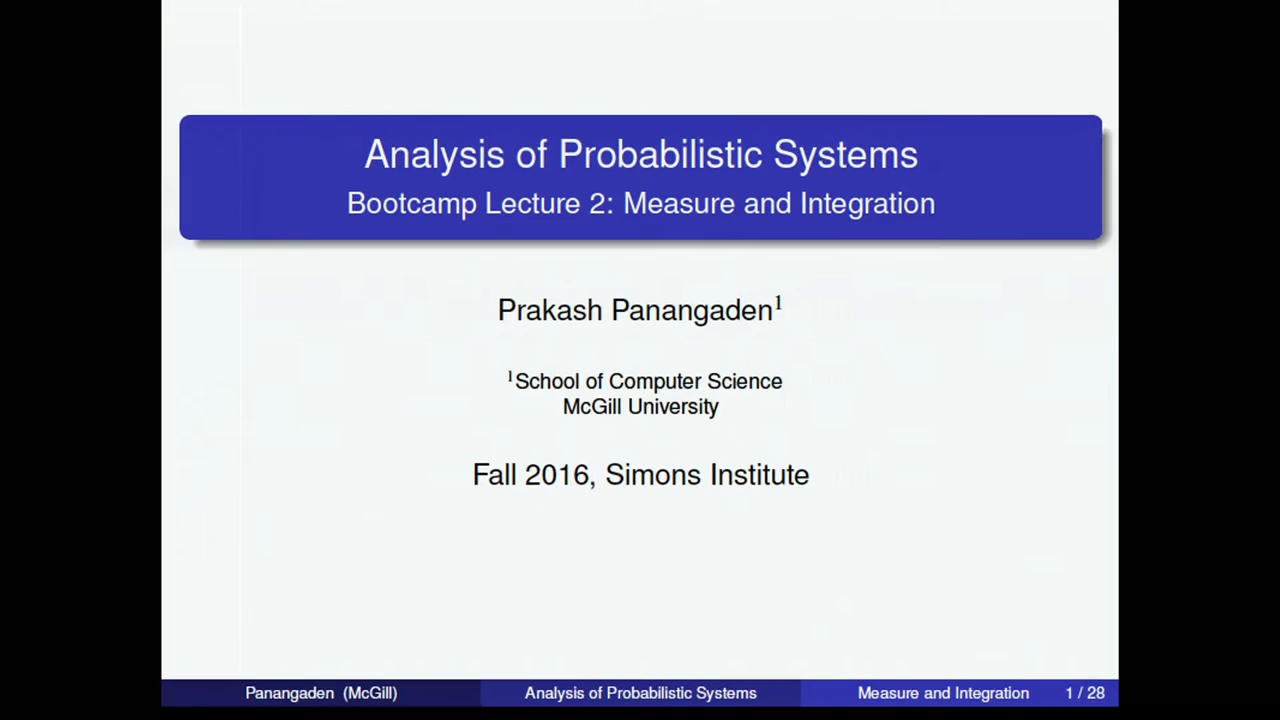 Analysis of Probabilistic Systems
Bootcamp Lecture 2: Measure and Integration
Prakash Panangaden¹
¹School of Computer Science
McGill University
Fall 2016, Simons Institute
Panangaden (McGill) Analysis of Probabilistic Systems Measure and Integration 1 / 28